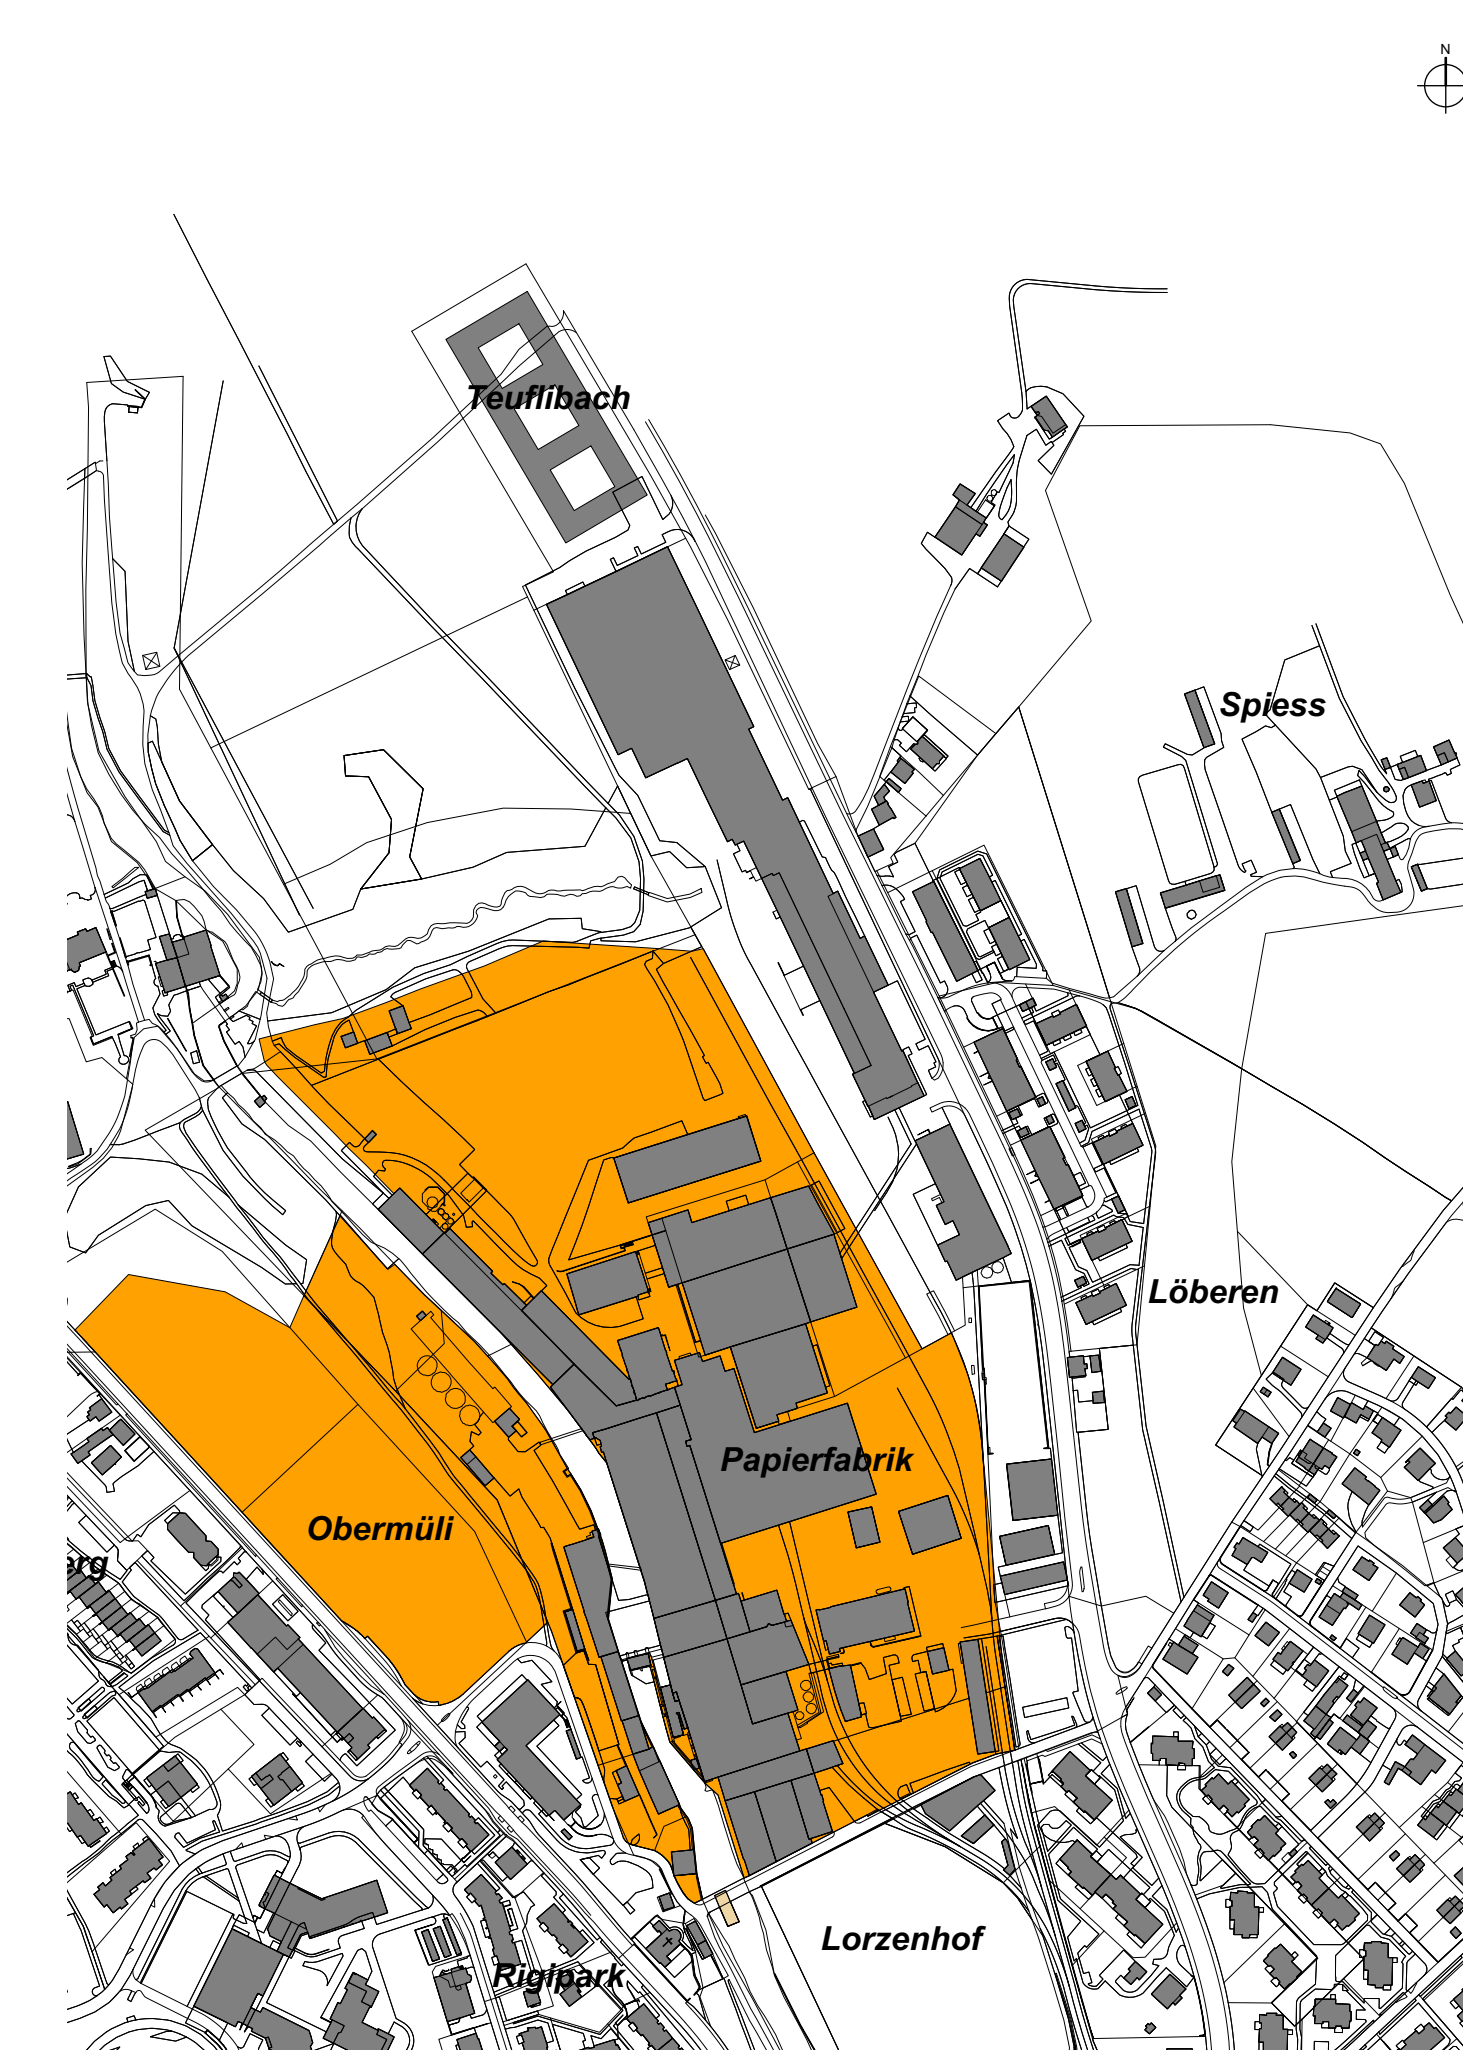 N
Teuflibach
Spiess
Löberen
Papierfabrik
Obermüli
erg
Lorzenhof
Rigipark